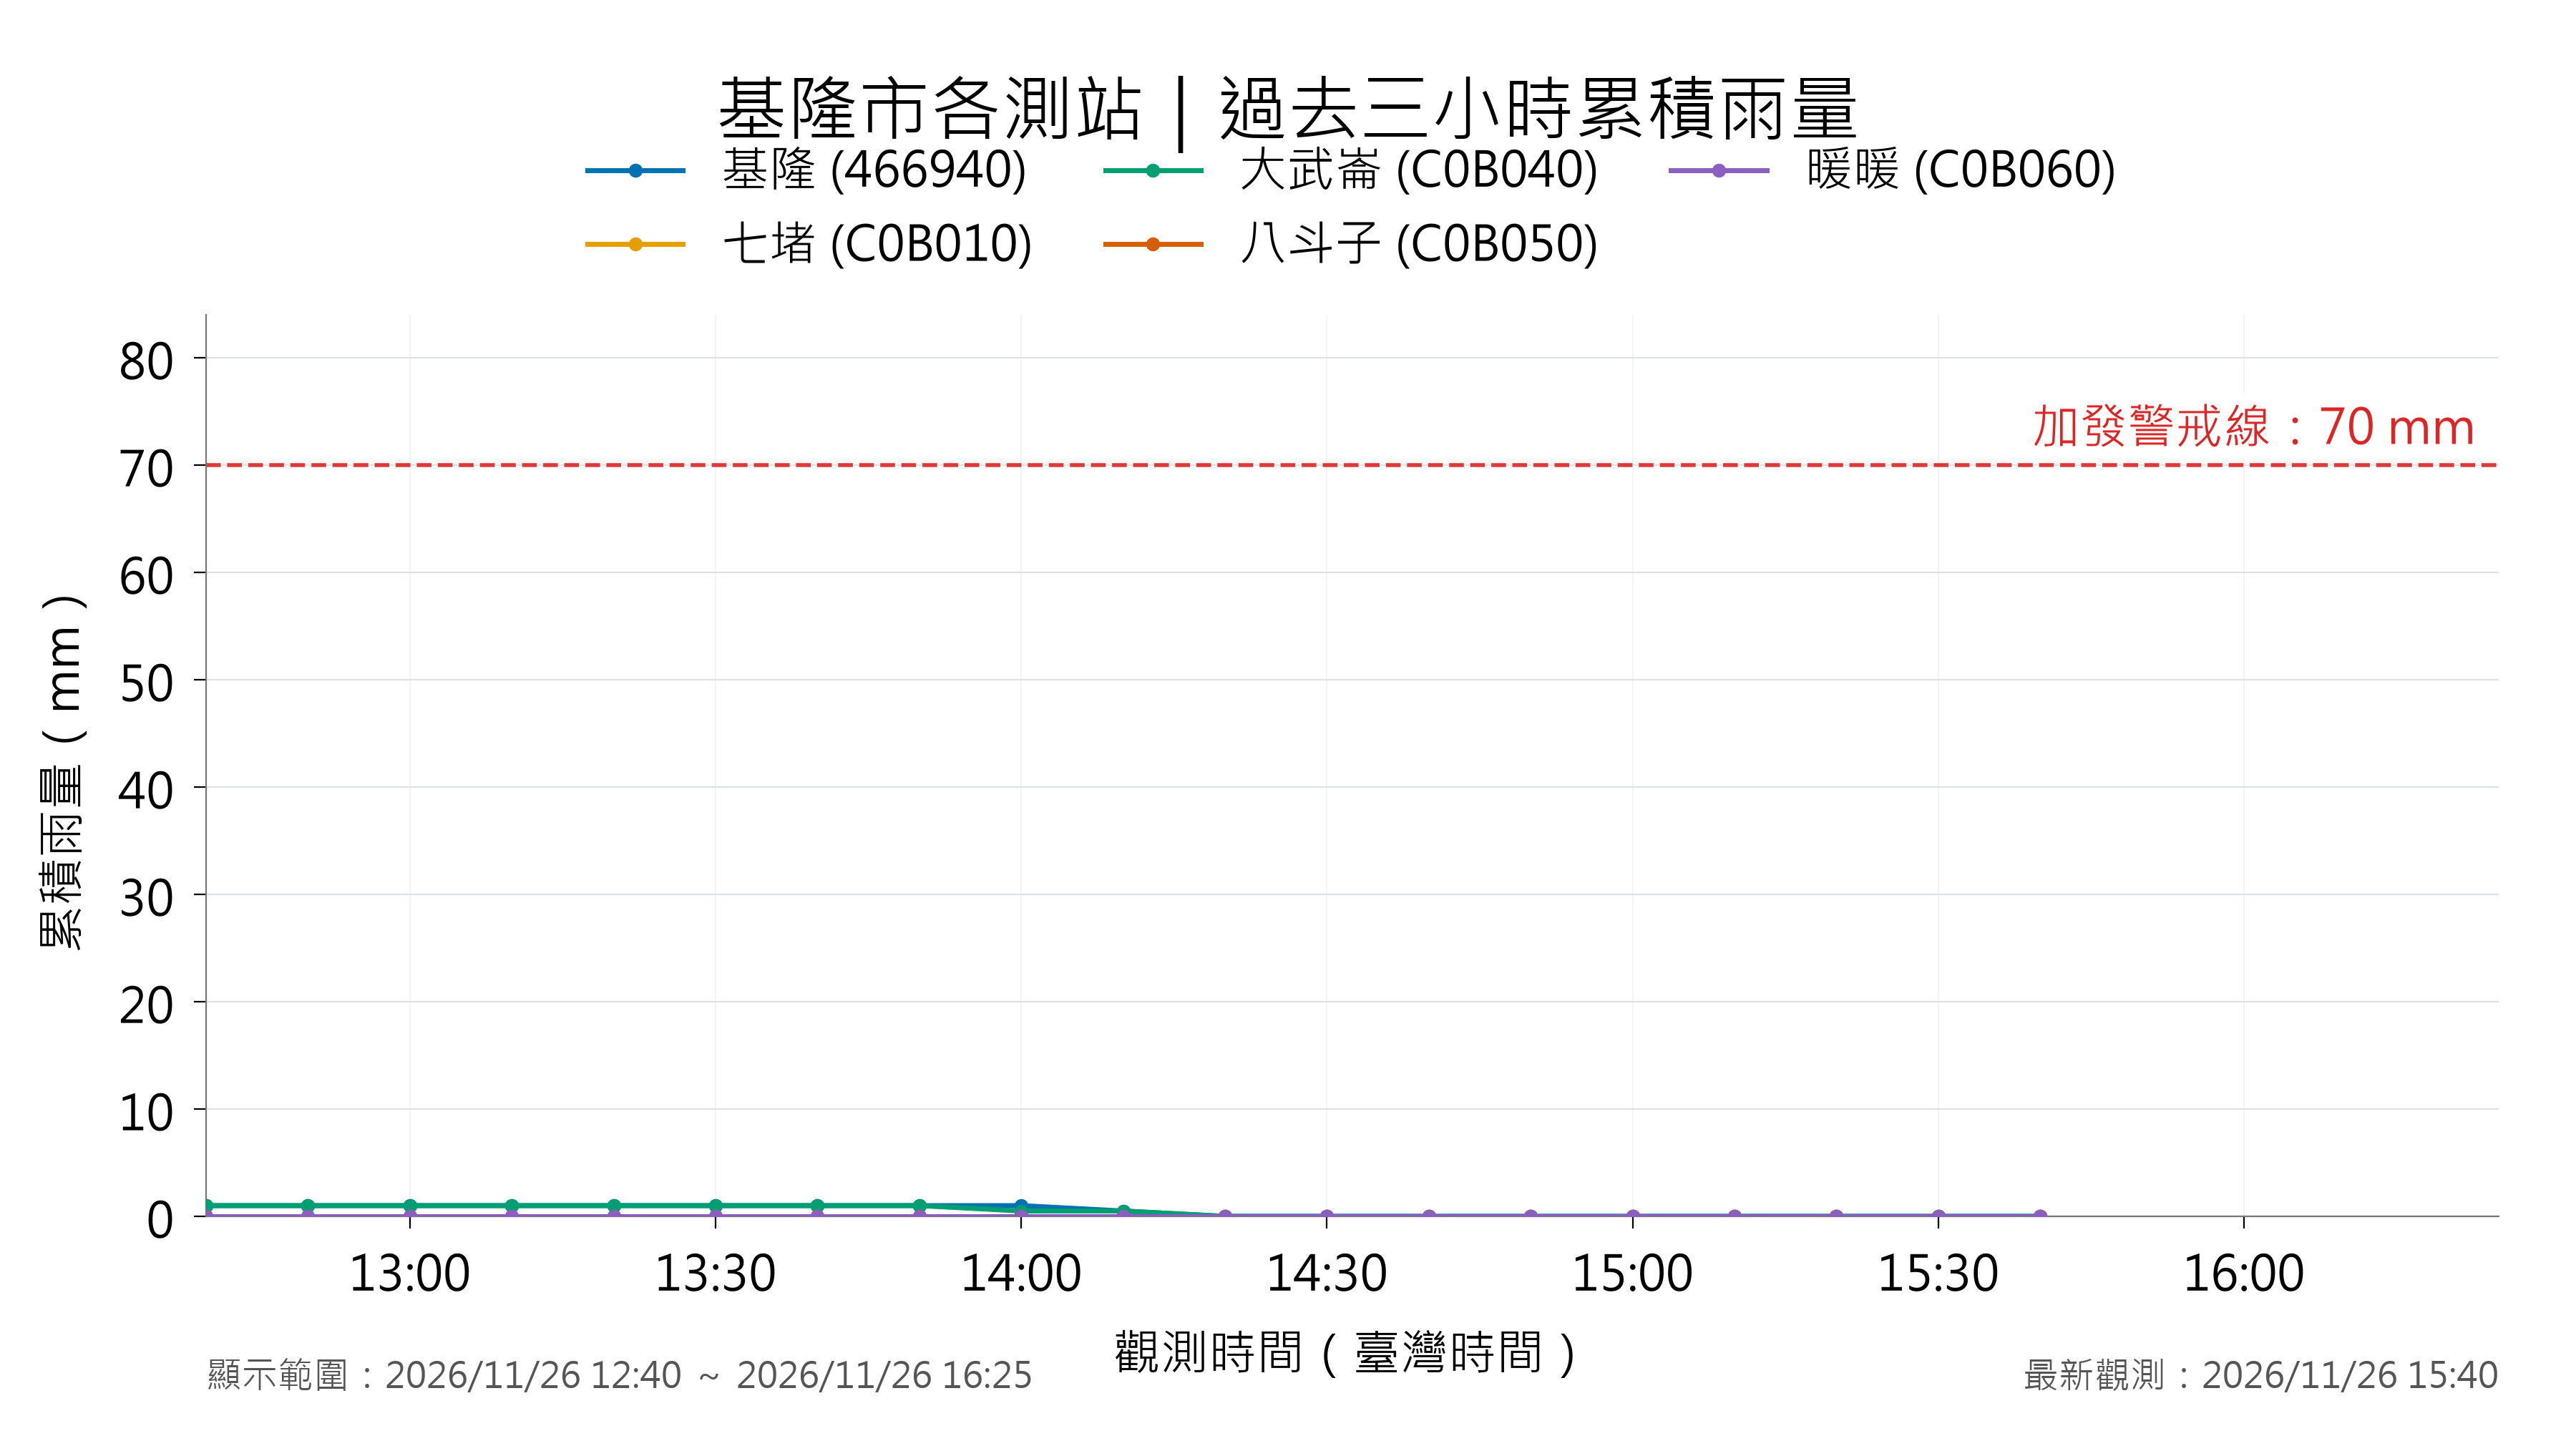 基隆市各測站｜過去三小時累積雨量
基隆 (466940)
大武崙 (C0B040)
暖暖 (C0B060)
七堵 (C0B010)
八斗子 (C0B050)
80
加發警戒線：70 mm
70
60
50
40
30
20
10
0
累積雨量（mm）
13:00
13:30
14:00
14:30
15:00
15:30
16:00
觀測時間（臺灣時間）
顯示範圍：2026/11/26 12:40 ~ 2026/11/26 16:25
最新觀測：2026/11/26 15:40